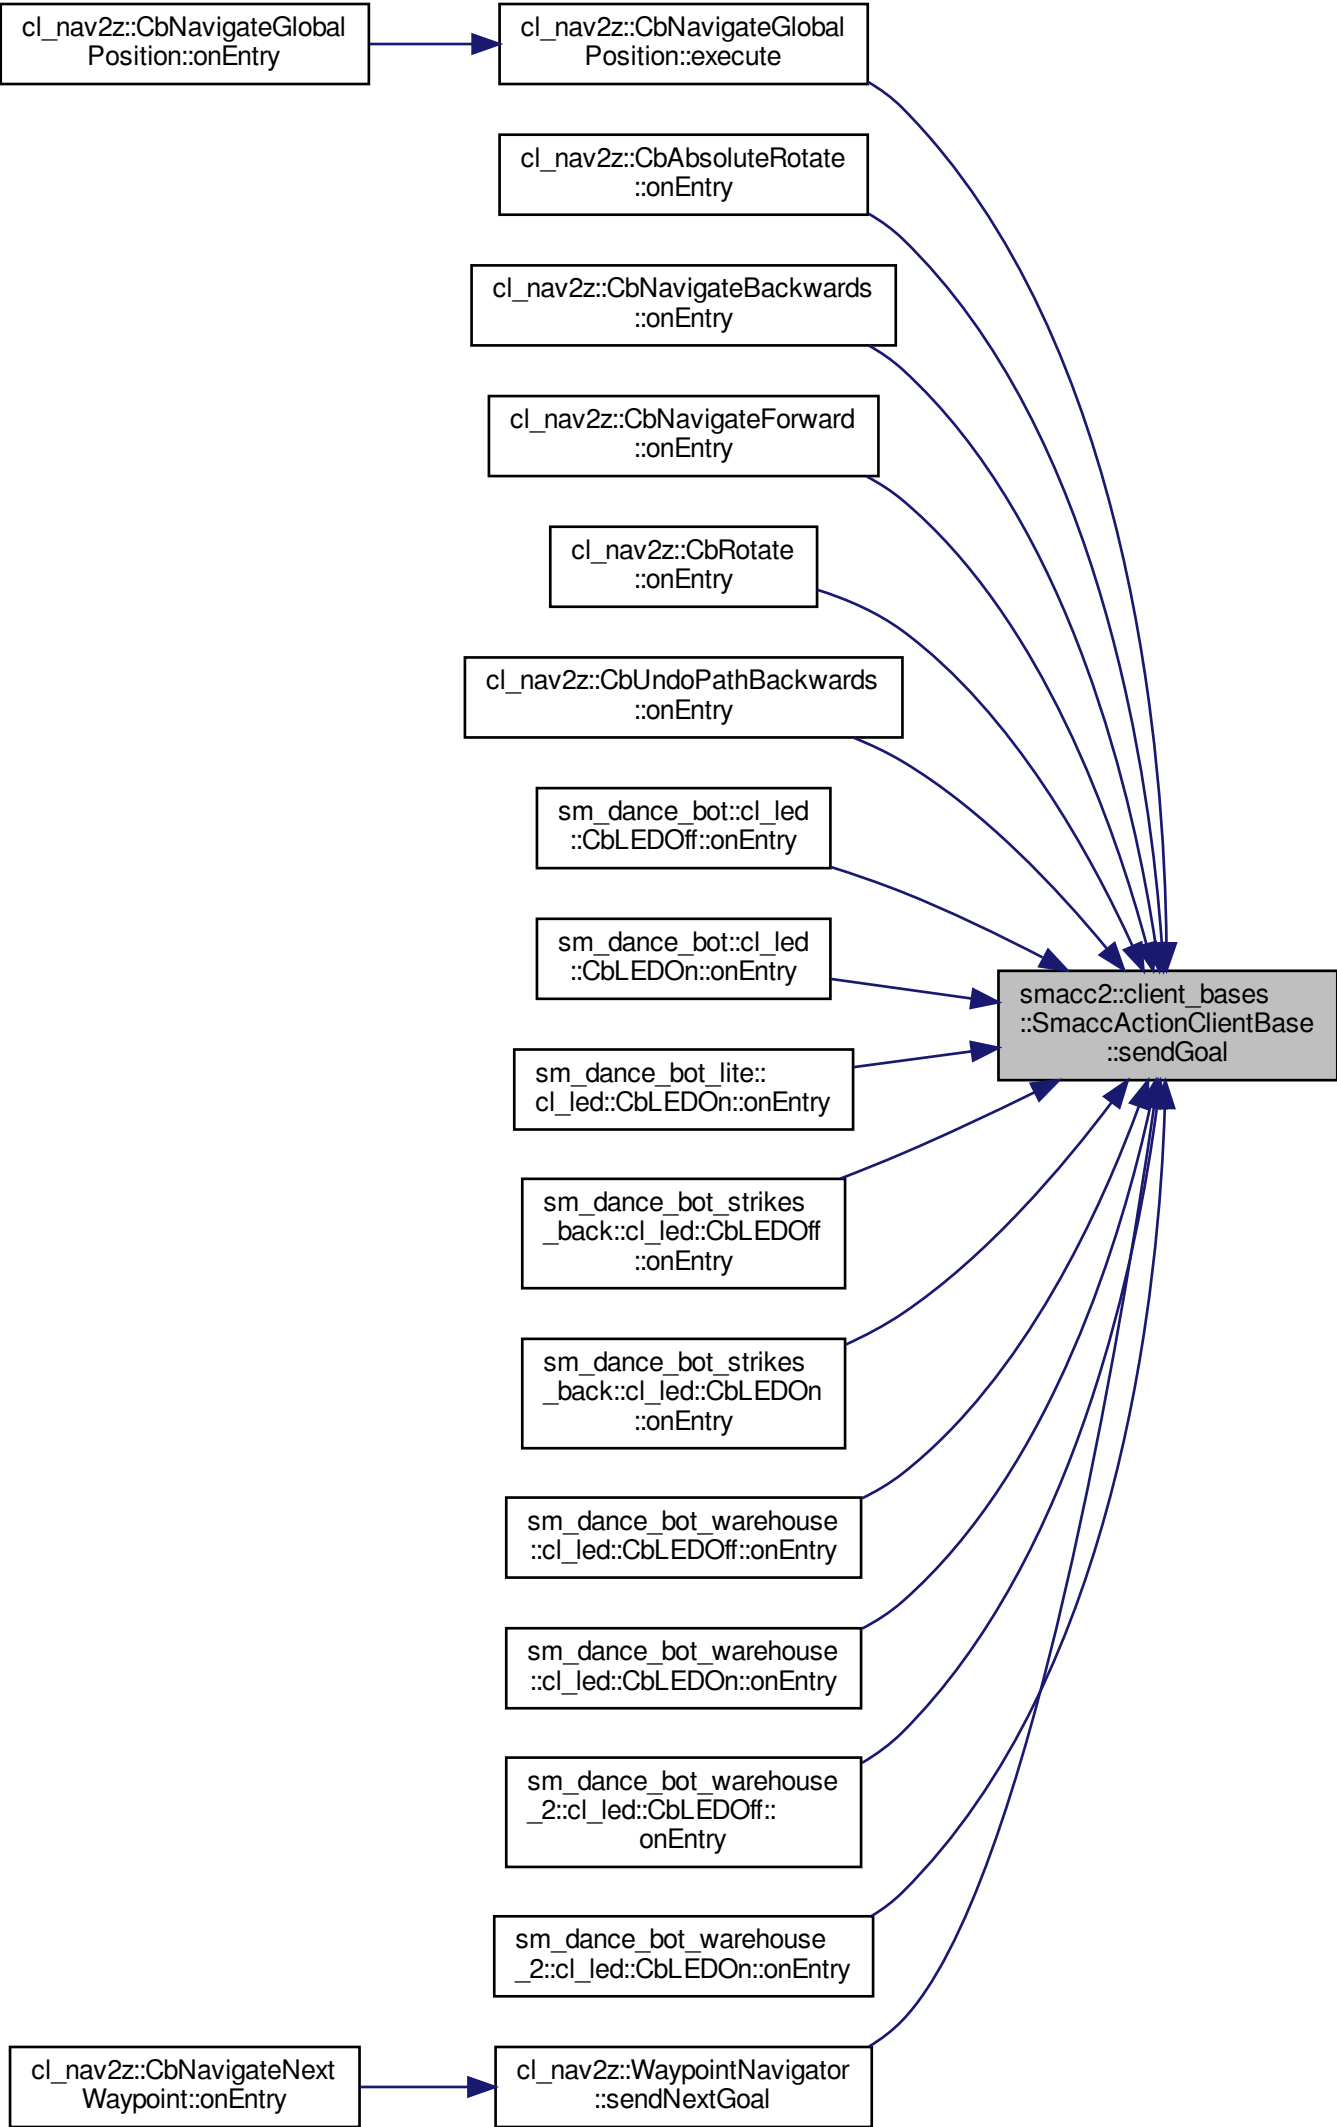 cl_nav2z::CbNavigateGlobal
Position::onEntry
cl_nav2z::CbNavigateGlobal
Position::execute
cl_nav2z::CbAbsoluteRotate
::onEntry
cl_nav2z::CbNavigateBackwards
::onEntry
cl_nav2z::CbNavigateForward
::onEntry
cl_nav2z::CbRotate
::onEntry
cl_nav2z::CbUndoPathBackwards
::onEntry
sm_dance_bot::cl_led
::CbLEDOff::onEntry
sm_dance_bot::cl_led
::CbLEDOn::onEntry
smacc2::client_bases
::SmaccActionClientBase
::sendGoal
sm_dance_bot_lite::
cl_led::CbLEDOn::onEntry
sm_dance_bot_strikes
_back::cl_led::CbLEDOff
::onEntry
sm_dance_bot_strikes
_back::cl_led::CbLEDOn
::onEntry
sm_dance_bot_warehouse
::cl_led::CbLEDOff::onEntry
sm_dance_bot_warehouse
::cl_led::CbLEDOn::onEntry
sm_dance_bot_warehouse
_2::cl_led::CbLEDOff::
onEntry
sm_dance_bot_warehouse
_2::cl_led::CbLEDOn::onEntry
cl_nav2z::CbNavigateNext
Waypoint::onEntry
cl_nav2z::WaypointNavigator
::sendNextGoal